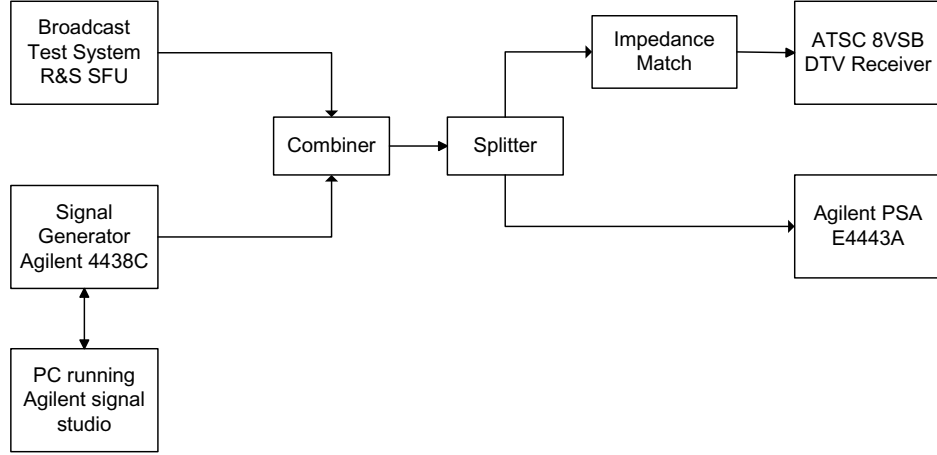 Broadcast
Test System
R&S SFU
Impedance
Match
ATSC 8VSB
DTV Receiver
Combiner
Splitter
Signal
Generator
Agilent 4438C
Agilent PSA
E4443A
PC running
Agilent signal
studio